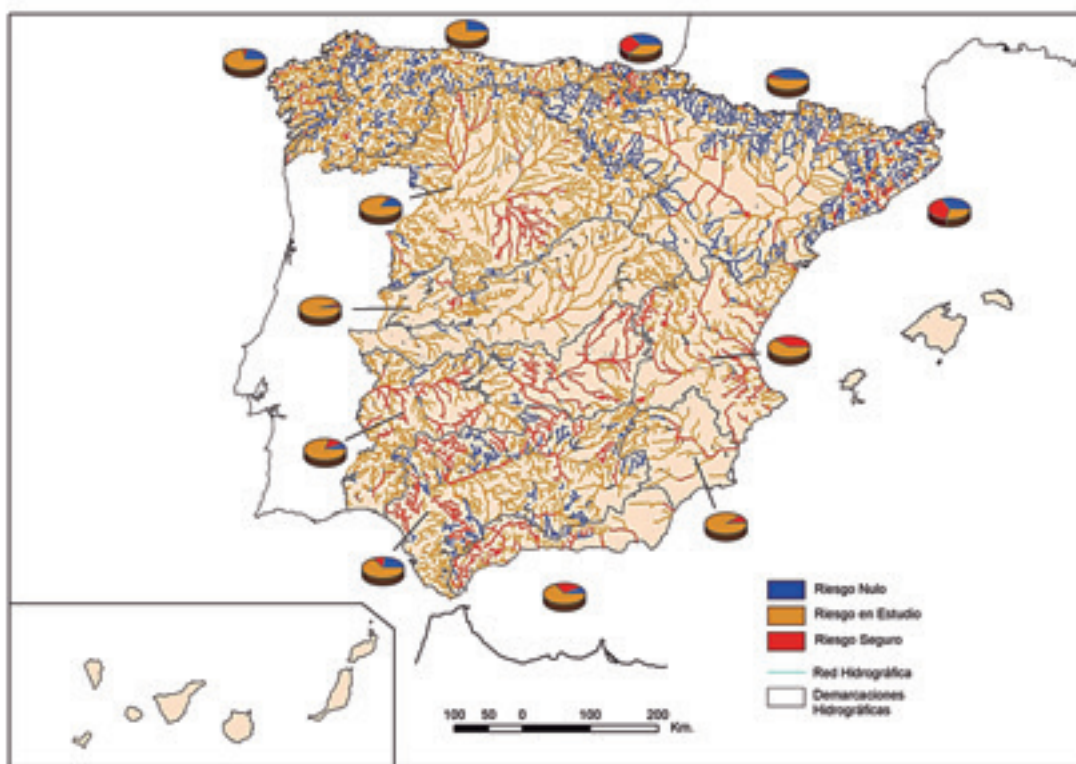 Riesgo Nulo
Riesgo en Estudio
Riesgo Seguro
Red Hidrográfica
Demarcaciones
Hidrográficas
100 50 0 100 200
Km.